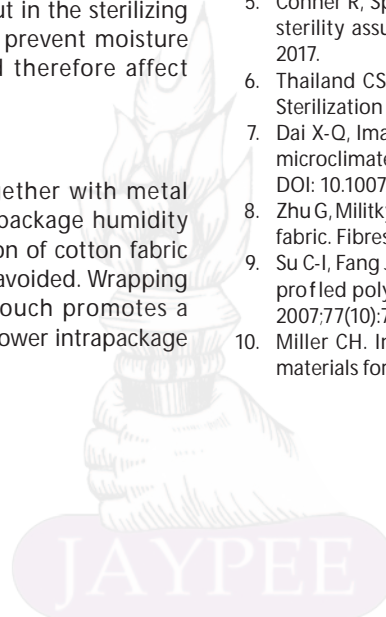 ut in the sterilizing
prevent moisture
therefore affect
ether with metal
package humidity
on of cotton fabric
avoided. Wrapping
ouch promotes a
ower intrapackage
5. Conner R, Sp
sterility assu
2017.
6. Thailand CS
Sterilization
7. Dai X-Q, Ima
microclimate
DOI: 10.1007
8. Zhu G, Militky
fabric. Fibres
9. Su C-I, Fang J
profled poly
2007;77(10):7
10. Miller CH. In
materials for
JAYPEE